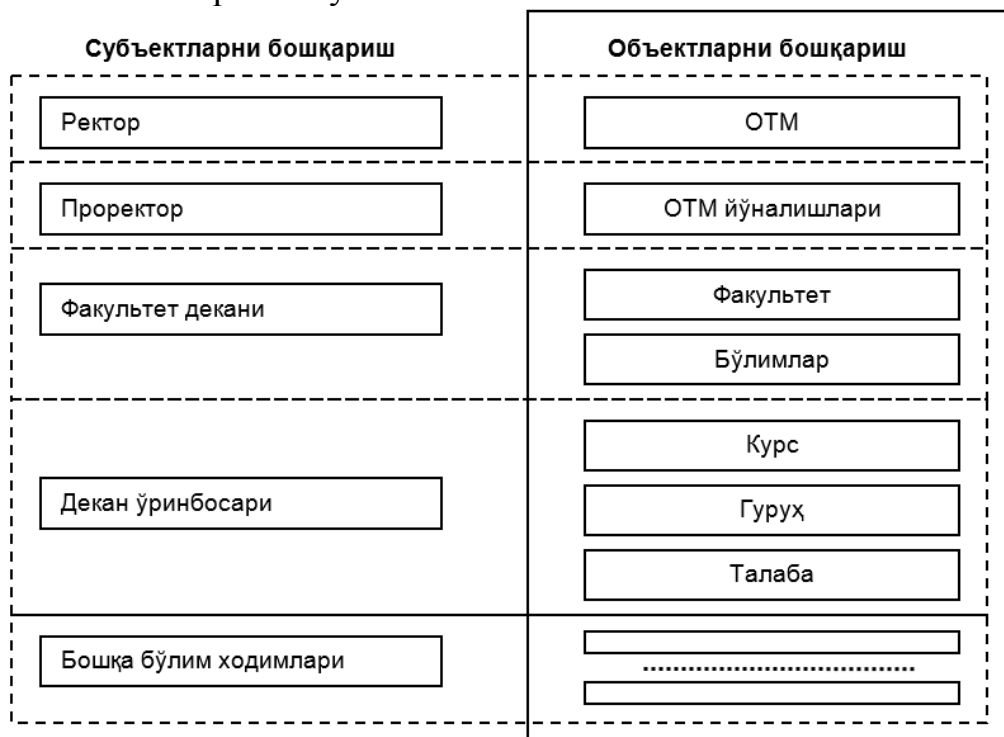 Субъектларни бошқариш
Объектларни бошқариш
Ректор
ОТМ
Проректор
ОТМ йўналишлари
Факультет декани
Факультет
Бўлимлар
Декан ўринбосари
Курс
Гуруҳ
Талаба
Бошқа бўлим ходимлари
....................................